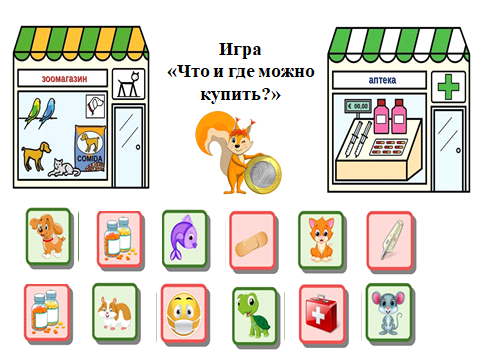 Игра
«Что и где можно
купить?»
зоомагазин
аптека
€ 00,00
COMIDA